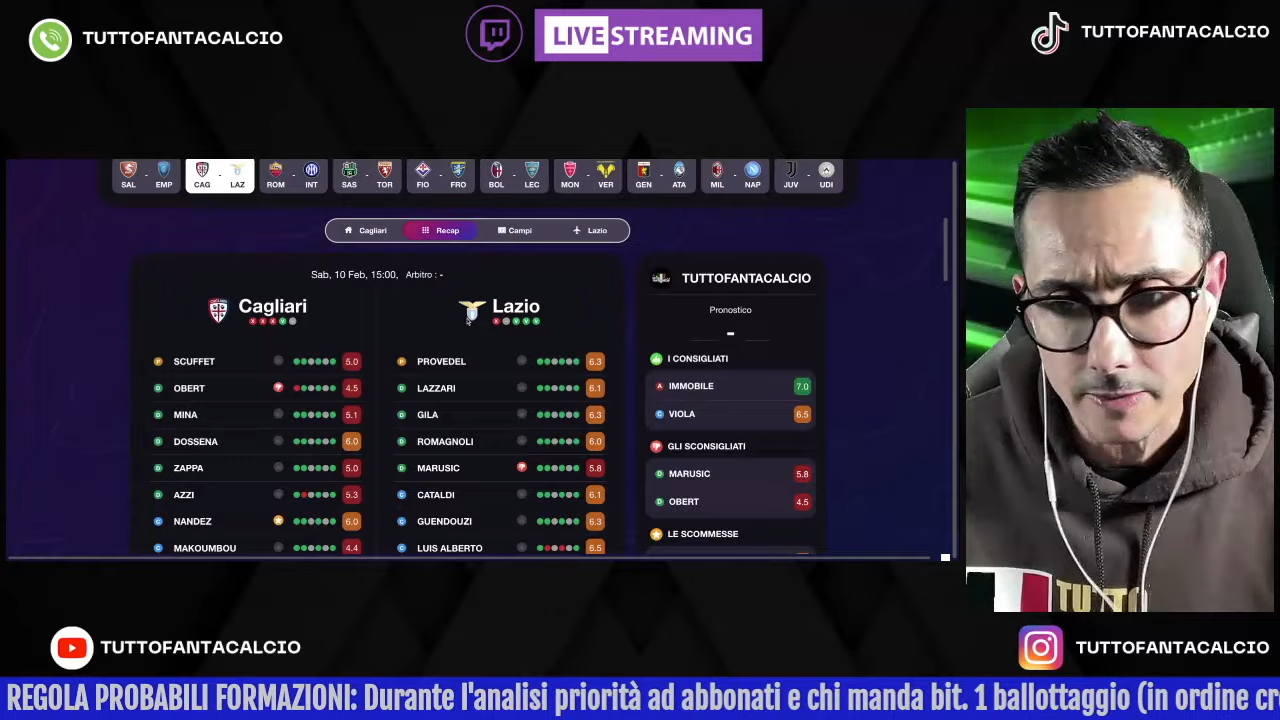 TUTTOFANTACALCIO
LIVE STREAMING
TUTTOFANTACALCIO
SAL - EMP
CAG - LAZ
ROM - INT
SAS - TOR
FIO - FRO
BOL - LEC
MON - VER
GEN - ATA
MIL - NAP
JUV - UDI
Cagliari
Recap
Campi
Lazio
Sab, 10 Feb, 15:00, Arbitro : -
Cagliari
P SCUFFET 5.0
D OBERT 4.5
D MINA 5.1
D DOSSENA 6.0
D ZAPPA 5.0
D AZZI 5.3
C NANDEZ 6.0
C MAKOUMBOU 4.4
Lazio
P PROVEDEL 6.3
D LAZZARI 6.1
D GILA 6.3
D ROMAGNOLI 6.0
D MARUSIC 5.8
C CATALDI 6.1
C GUENDOUZI 6.3
C LUIS ALBERTO 6.5
TUTTOFANTACALCIO
Pronostico
-
I CONSIGLIATI
A IMMOBILE 7.0
C VIOLA 6.5
GLI SCONSIGLIATI
D MARUSIC 5.8
D OBERT 4.5
LE SCOMMESSE
TUTTOFANTACALCIO
TUTTOFANTACALCIO
REGOLA PROBABILI FORMAZIONI: Durante l'analisi priorità ad abbonati e chi manda bit. 1 ballottaggio (in ordine cr